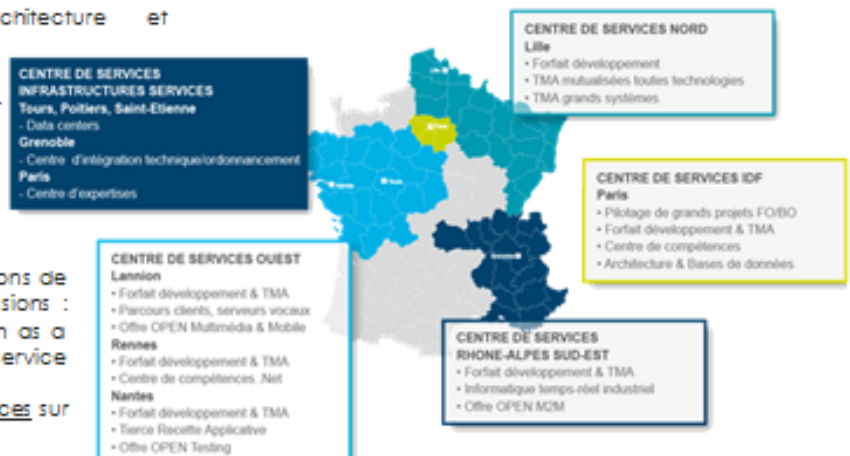 chitecture et
CENTRE DE SERVICES
INFRASTRUCTURES SERVICES
Tours, Poitiers, Saint-Etienne
- Data centers
Grenoble
- Centre d'intégration technique/ordonnancement
Paris
- Centre d'expertises
CENTRE DE SERVICES NORD
Lille
• Forfait développement
• TMA mutualisées toutes technologies
• TMA grands systèmes
Lille
Paris
CENTRE DE SERVICES IDF
Paris
• Pilotage de grands projets FO/BO
• Forfait développement & TMA
• Centre de compétences
• Architecture & Bases de données
ons de
sions :
n as a
ervice
ces sur
CENTRE DE SERVICES OUEST
Lannion
• Forfait développement & TMA
• Parcours clients, serveurs vocaux
• Offre OPEN Multimédia & Mobile
Rennes
• Forfait développement & TMA
• Centre de compétences .Net
Nantes
• Forfait développement & TMA
• Tierce Recette Applicative
• Offre OPEN Testing
CENTRE DE SERVICES
RHONE-ALPES SUD-EST
• Forfait développement & TMA
• Informatique temps-réel industriel
• Offre OPEN M2M